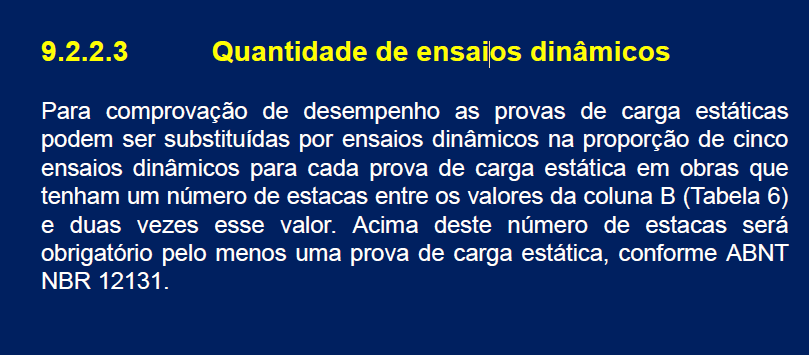 9.2.2.3 Quantidade de ensaios dinâmicos
Para comprovação de desempenho as provas de carga estáticas
podem ser substituídas por ensaios dinâmicos na proporção de cinco
ensaios dinâmicos para cada prova de carga estática em obras que
tenham um número de estacas entre os valores da coluna B (Tabela 6)
e duas vezes esse valor. Acima deste número de estacas será
obrigatório pelo menos uma prova de carga estática, conforme ABNT
NBR 12131.